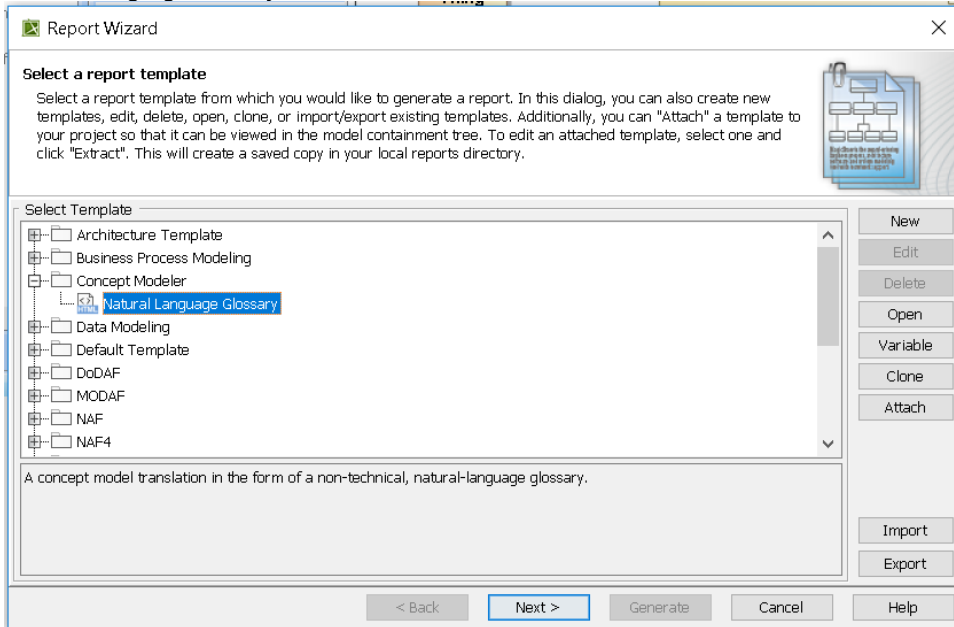 Thing
Report Wizard
Select a report template
Select a report template from which you would like to generate a report. In this dialog, you can also create new
templates, edit, delete, open, clone, or import/export existing templates. Additionally, you can "Attach" a template to
your project so that it can be viewed in the model containment tree. To edit an attached template, select one and
click "Extract". This will create a saved copy in your local reports directory.
Select Template
Architecture Template
Business Process Modeling
Concept Modeler
HTML
Natural Language Glossary
Data Modeling
Default Template
DoDAF
MODAF
NAF
NAF4
A concept model translation in the form of a non-technical, natural-language glossary.
New
Edit
Delete
Open
Variable
Clone
Attach
Import
Export
< Back
Next >
Generate
Cancel
Help